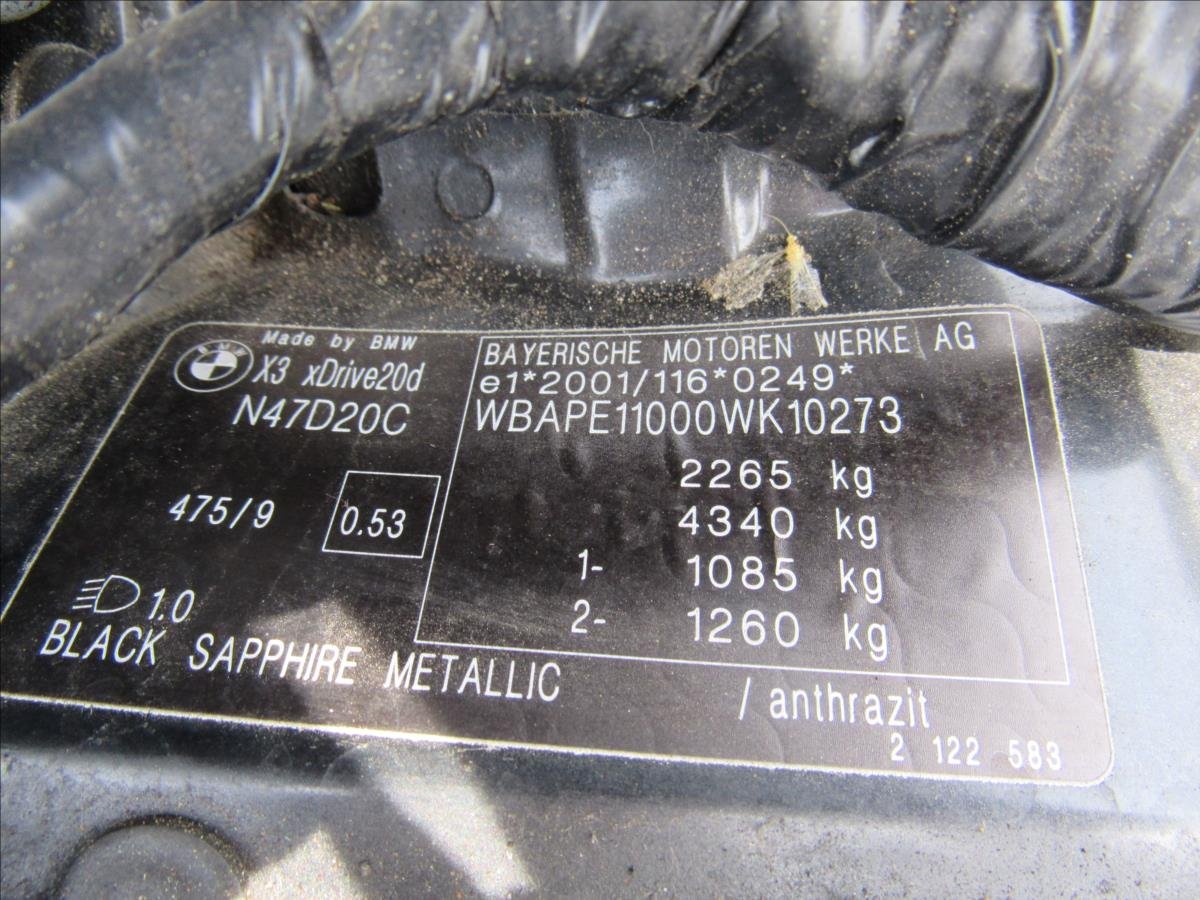 Made by BMW
X3 xDrive20d
N47D20C
475/9
0.53
1.0
BLACK SAPPHIRE METALLIC
BAYERISCHE MOTOREN WERKE AG
e1*2001/116*0249*
WBAPE11000WK10273
2265 kg
4340 kg
1- 1085 kg
2- 1260 kg
/ anthrazit
2 122 583